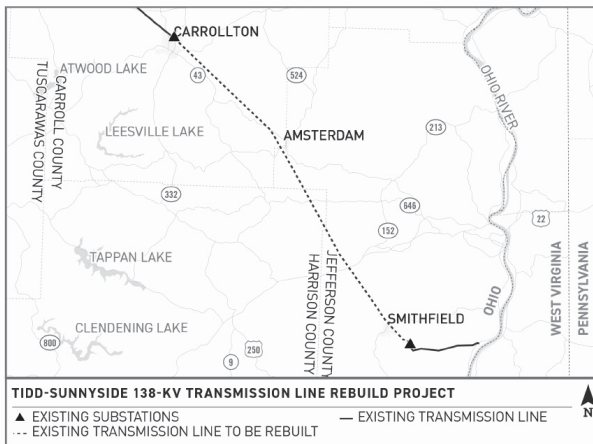 CARROLLTON
ATWOOD LAKE
43
524
OHIO RIVER
CARROLL COUNTY
TUSCARAWAS COUNTY
LEESVILLE LAKE
AMSTERDAM
213
332
646
152
22
TAPPAN LAKE
JEFFERSON COUNTY
HARRISON COUNTY
WEST VIRGINIA
PENNSYLVANIA
OHIO
SMITHFIELD
CLENDENING LAKE
800
250
9
TIDD-SUNNYSIDE 138-KV TRANSMISSION LINE REBUILD PROJECT
EXISTING SUBSTATIONS
EXISTING TRANSMISSION LINE
EXISTING TRANSMISSION LINE TO BE REBUILT
N